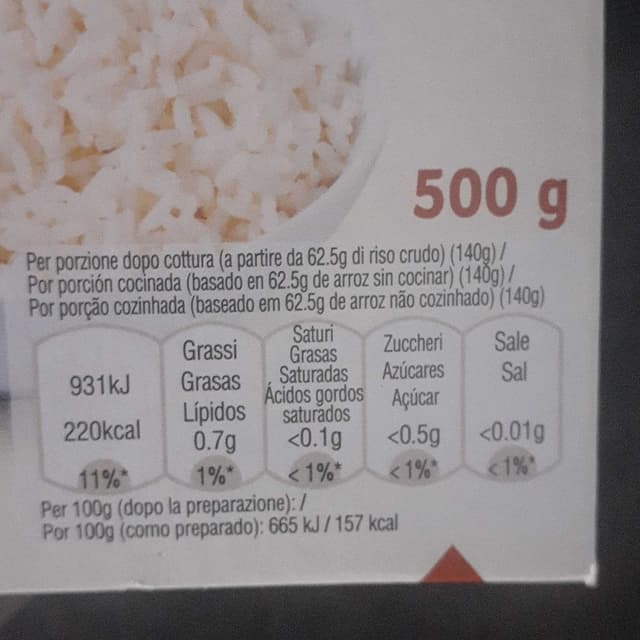 500 g
Per porzione dopo cottura (a partire da 62.5g di riso crudo) (140g) /
Por porción cocinada (basado en 62.5g de arroz sin cocinar) (140g) /
Por porção cozinhada (baseado em 62.5g de arroz não cozinhado) (140g)
931kJ
220kcal
11%*
Grassi
Grasas
Lípidos
0.7g
1%*
Saturi
Grasas
Saturadas
Ácidos gordos
saturados
<0.1g
<1%*
Zuccheri
Azúcares
Açúcar
<0.5g
<1%*
Sale
Sal
<0.01g
<1%*
Per 100g (dopo la preparazione): /
Por 100g (como preparado): 665 kJ / 157 kcal